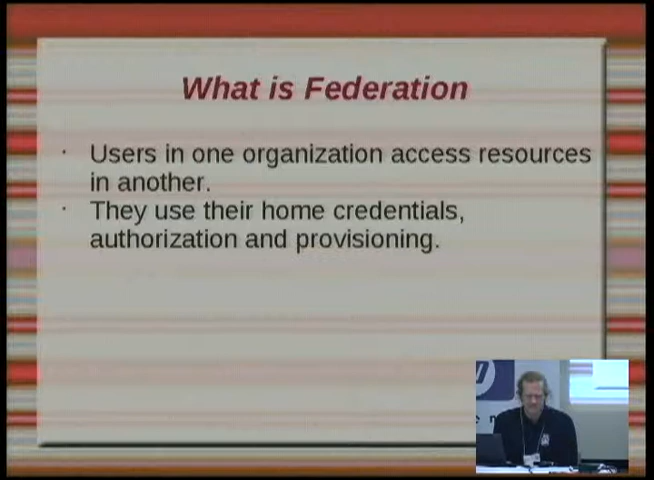 What is Federation
Users in one organization access resources
in another.
They use their home credentials,
authorization and provisioning.